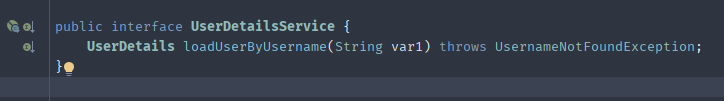 public interface UserDetailsService {
    UserDetails loadUserByUsername(String var1) throws UsernameNotFoundException;
}